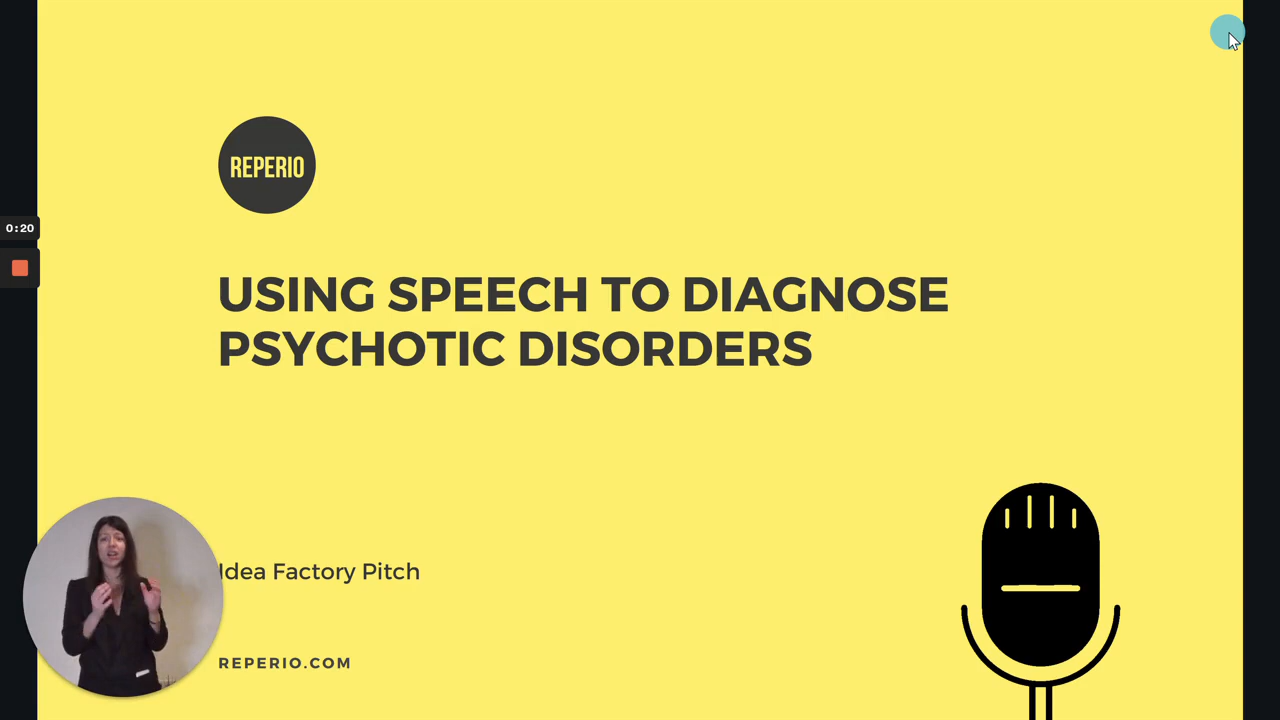 REPERIO
0:20
USING SPEECH TO DIAGNOSE
PSYCHOTIC DISORDERS
Idea Factory Pitch
REPERIO.COM